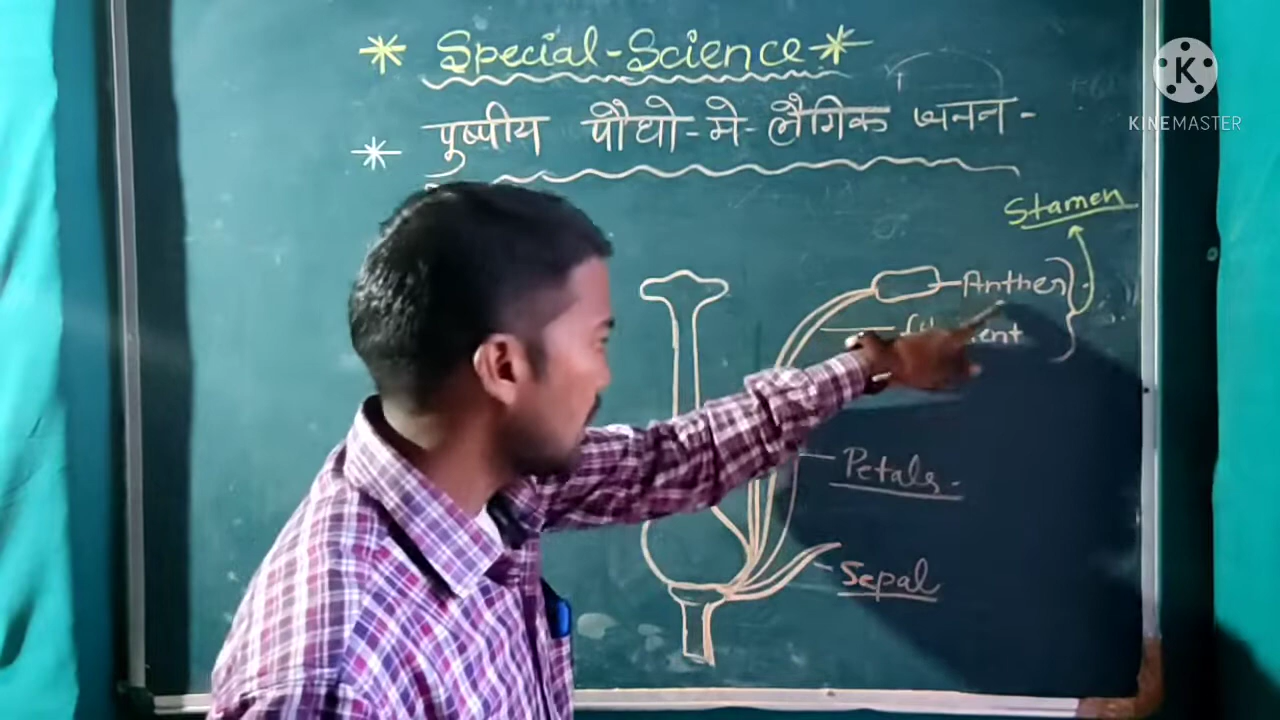 * Special-Science *
* पुष्पीय पौधो-मे-लैगिक जनन-
Stamen
Anther
Petals-
Sepal
K
KINEMASTER